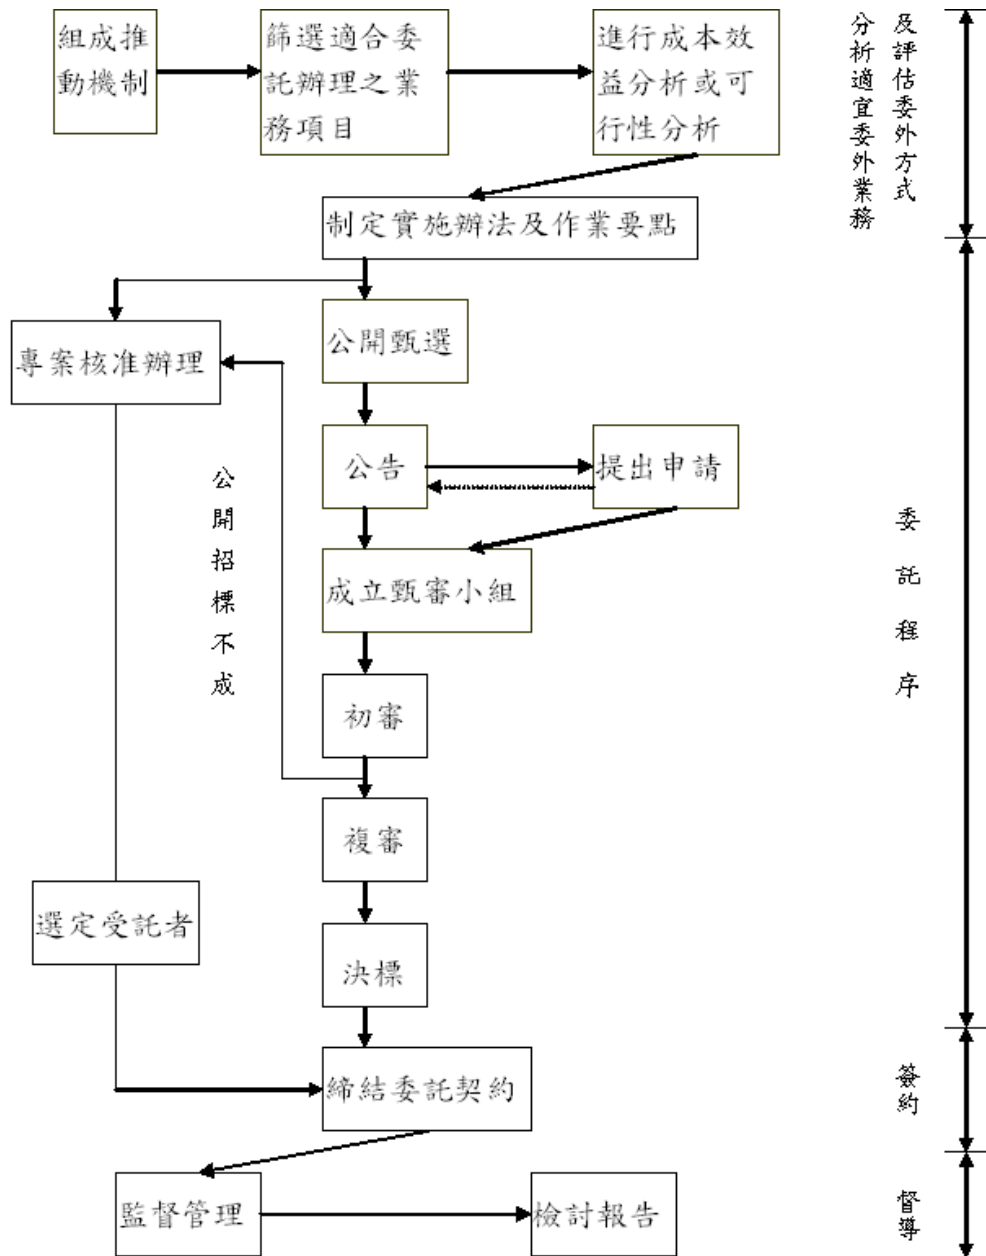 組成推
動機制
篩選適合委
託辦理之業
務項目
進行成本效
益分析或可
行性分析
分析適宜委外業務
及評估委外方式
制定實施辦法及作業要點
專案核准辦理
公開甄選
公告
提出申請
公開招標不成
成立甄審小組
委託程序
初審
複審
選定受託者
決標
締結委託契約
簽約
監督管理
檢討報告
督導